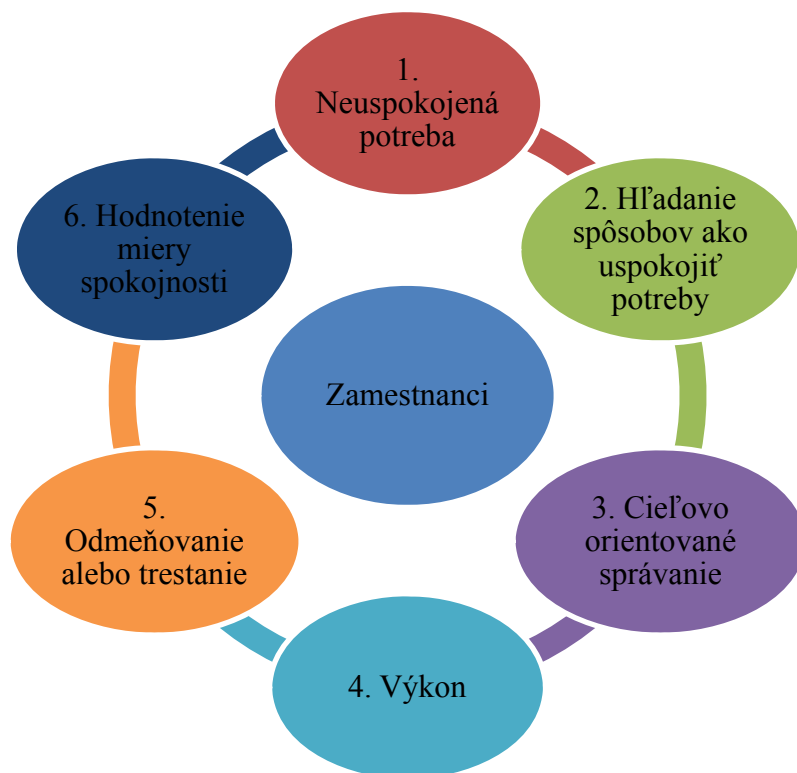 1.
Neuspokojená
potreba
2. Hľadanie
spôsobov ako
uspokojiť
potreby
3. Cieľovo
orientované
správanie
4. Výkon
5.
Odmeňovanie
alebo trestanie
6. Hodnotenie
miery
spokojnosti
Zamestnanci